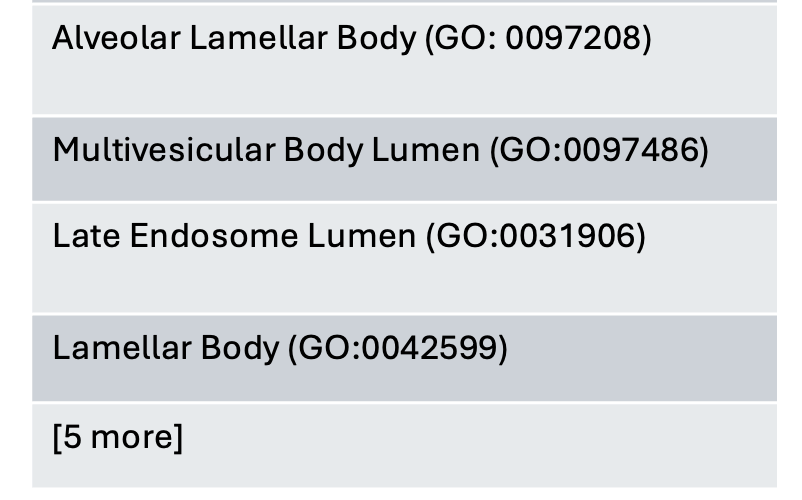 Alveolar Lamellar Body (GO: 0097208)
Multivesicular Body Lumen (GO:0097486)
Late Endosome Lumen (GO:0031906)
Lamellar Body (GO:0042599)
[5 more]